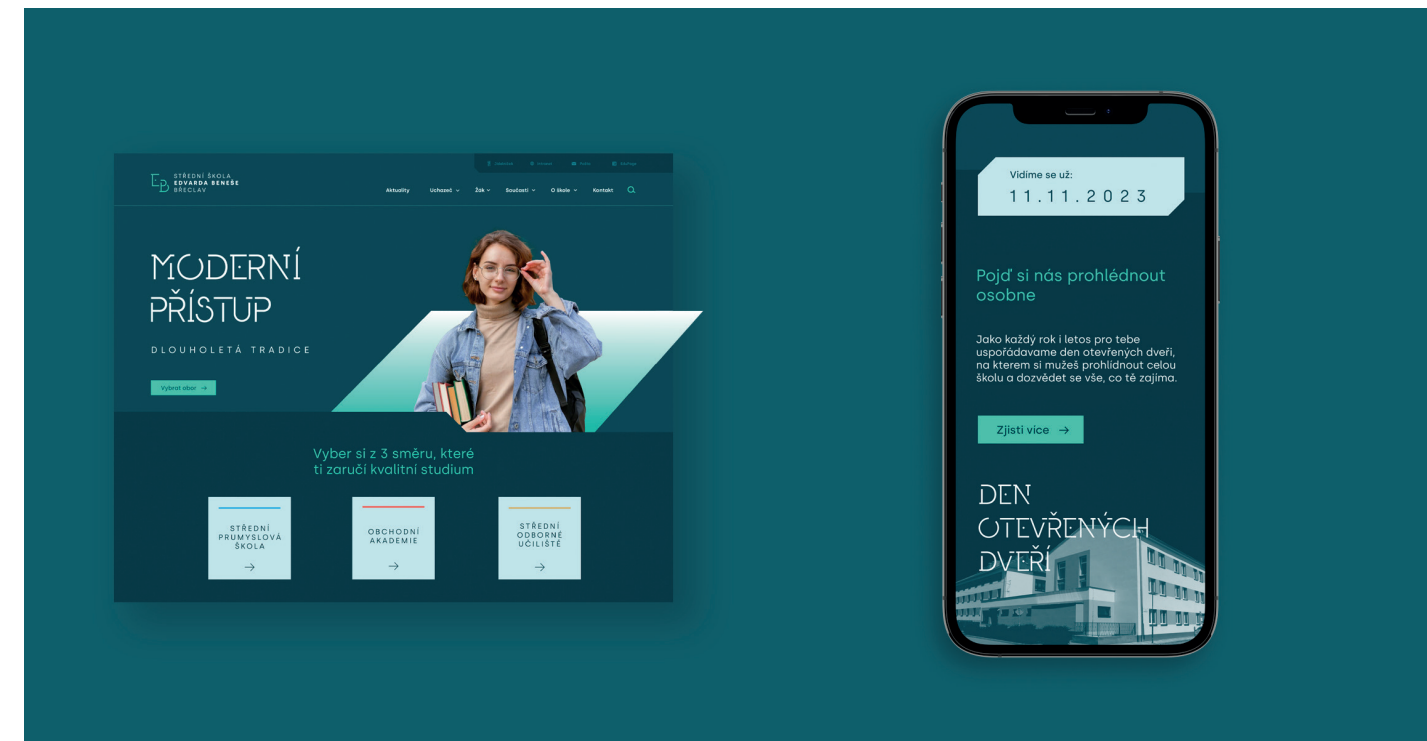 STŘEDNÍ ŠKOLA
EDVARDA BENEŠE
BŘECLAV
Aktuality Uchazeč Žák Součásti O škole Kontakt
MODERNÍ
PŘÍSTUP
DLOUHOLETÁ TRADICE
Vybrat obor →
Vyber si z 3 směru, které
ti zaručí kvalitní studium
STŘEDNÍ
PRUMYSLOVÁ
ŠKOLA
OBCHODNÍ
AKADEMIE
STŘEDNÍ
ODBORNÉ
UČILIŠTĚ
Vidíme se už:
11.11.2023
Pojď si nás prohlédnout
osobne
Jako každý rok i letos pro tebe
uspořádavame den otevřených dveři,
na kterem si mužeš prohlídnout celou
školu a dozvědet se vše, co tě zajima.
Zjisti více →
DEN
OTEVŘENÝCH
DVEŘÍ